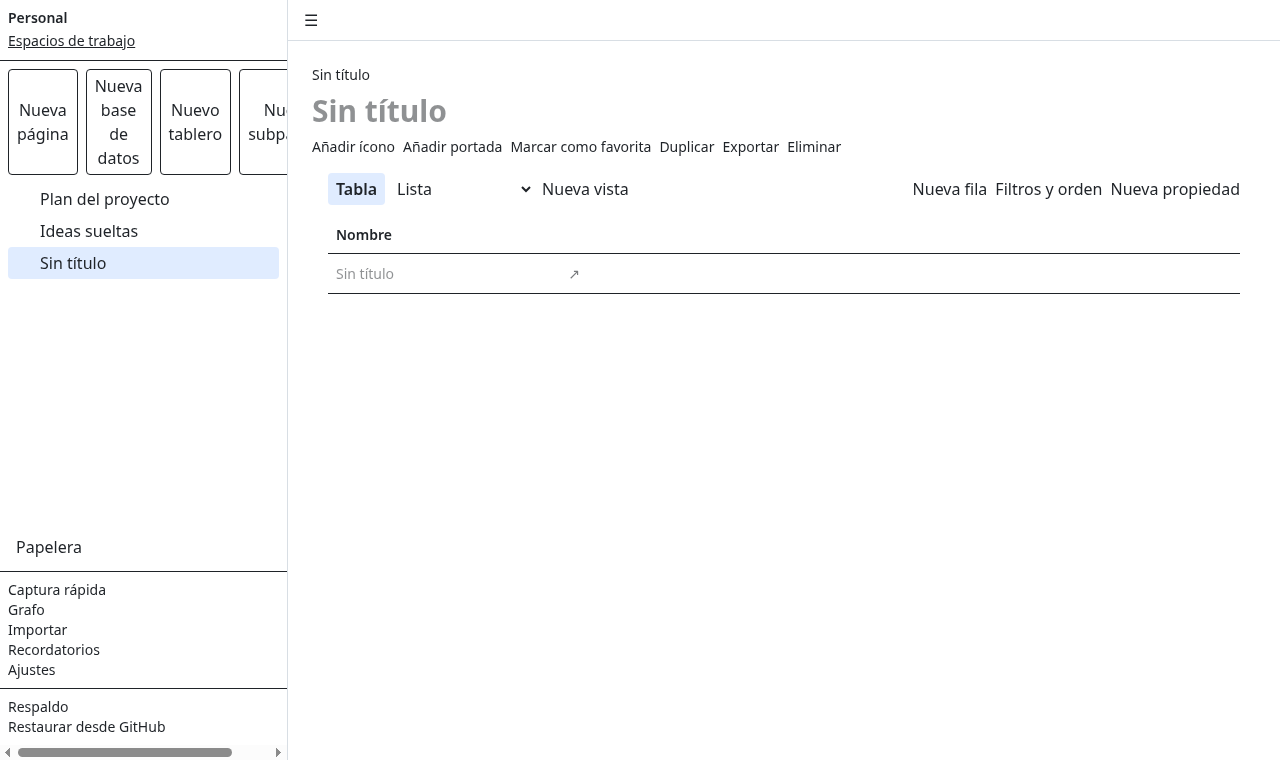 Personal
Espacios de trabajo
Nueva página
Nueva base de datos
Nuevo tablero
☰
Sin título
Sin título
Añadir ícono Añadir portada Marcar como favorita Duplicar Exportar Eliminar
Tabla Lista Nueva vista Nueva fila Filtros y orden Nueva propiedad
Nombre
Sin título ↗
Plan del proyecto
Ideas sueltas
Sin título
Papelera
Captura rápida
Grafo
Importar
Recordatorios
Ajustes
Respaldo
Restaurar desde GitHub